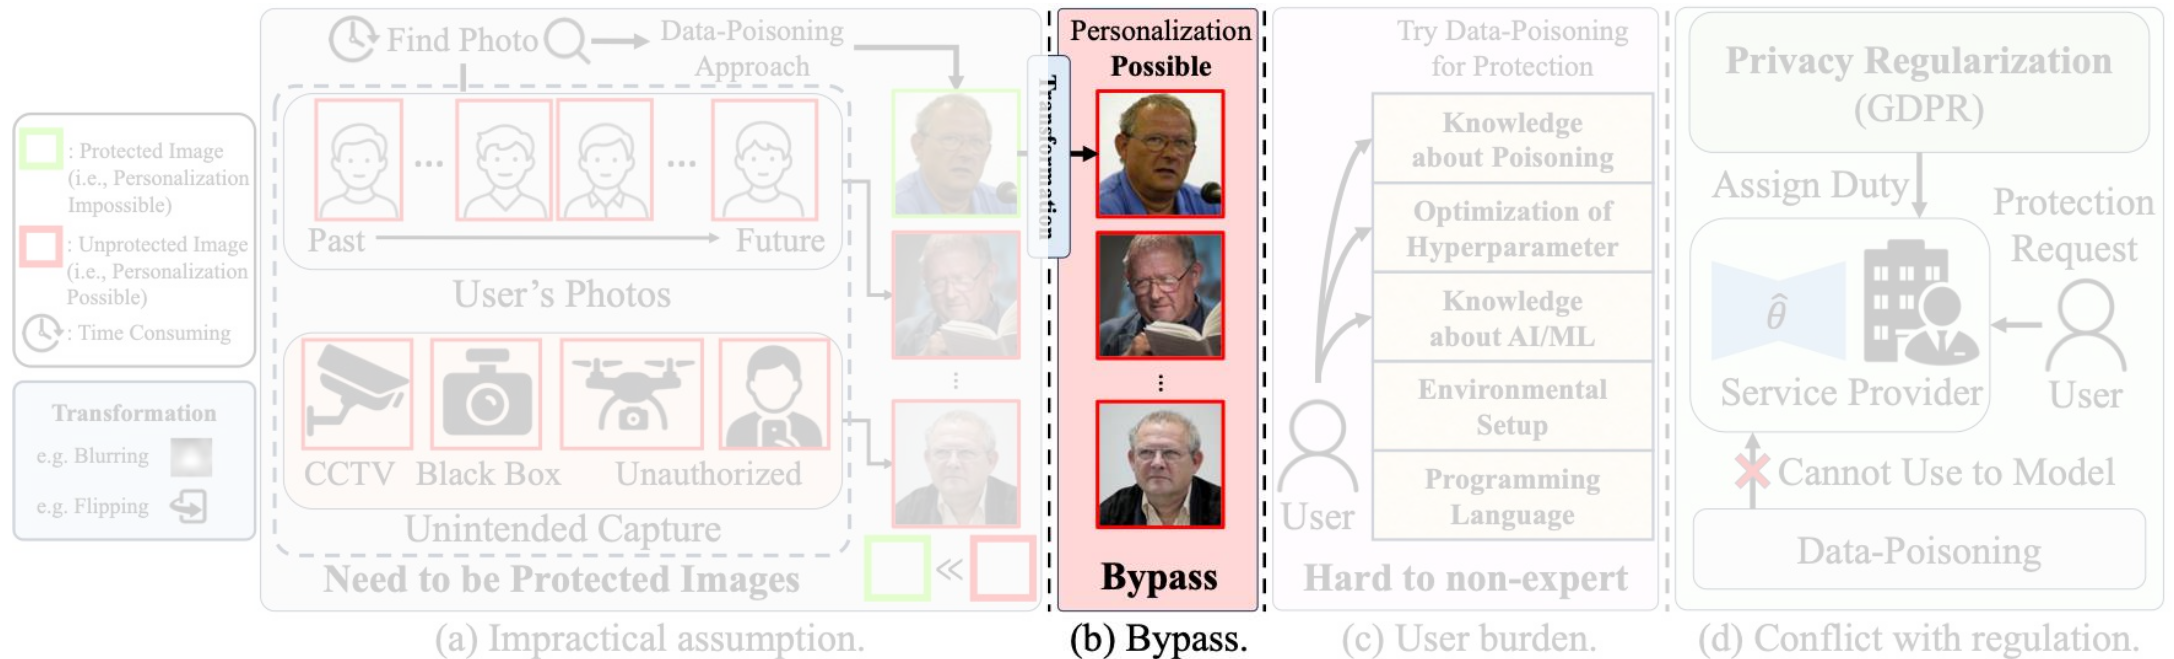 : Protected Image
(i.e., Personalization
Impossible)
: Unprotected Image
(i.e., Personalization
Possible)
: Time Consuming
Transformation
e.g. Blurring
e.g. Flipping
Find Photo
Data-Poisoning
Approach
...
...
Past
Future
User's Photos
CCTV
Black Box
Unauthorized
Unintended Capture
Need to be Protected Images
≪
(a) Impractical assumption.
Transformation
Personalization
Possible
Bypass
(b) Bypass.
Try Data-Poisoning
for Protection
Knowledge
about Poisoning
Optimization of
Hyperparameter
Knowledge
about AI/ML
Environmental
Setup
Programming
Language
User
Hard to non-expert
(c) User burden.
Privacy Regularization
(GDPR)
Assign Duty
Protection
Request
θ̂
Service Provider
User
Cannot Use to Model
Data-Poisoning
(d) Conflict with regulation.